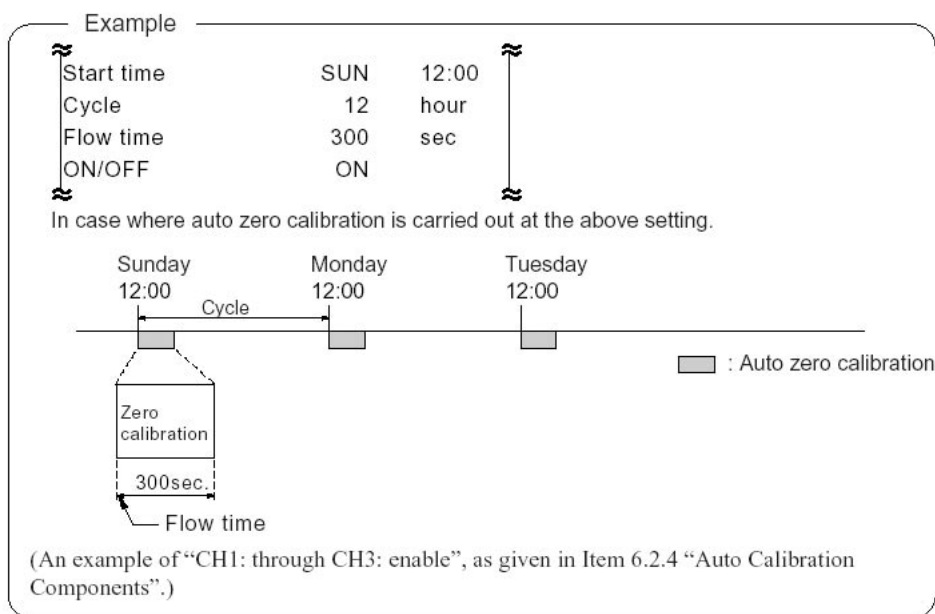 Example
Start time SUN 12:00
Cycle 12 hour
Flow time 300 sec
ON/OFF ON
In case where auto zero calibration is carried out at the above setting.
Sunday Monday Tuesday
12:00 12:00 12:00
Cycle
: Auto zero calibration
Zero
calibration
300sec.
Flow time
(An example of “CH1: through CH3: enable”, as given in Item 6.2.4 “Auto Calibration
Components”.)